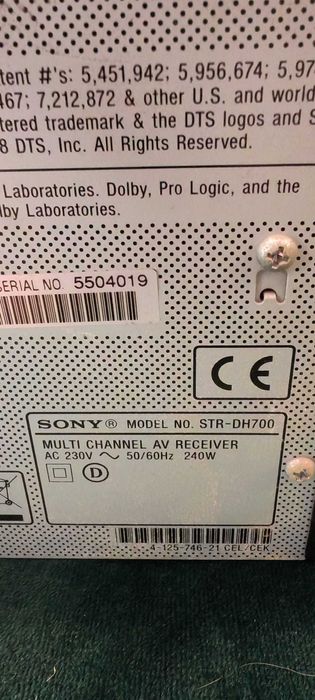 tent #'s: 5,451,942; 5,956,674; 5,97
467; 7,212,872 & other U.S. and world
tered trademark & the DTS logos and S
8 DTS, Inc. All Rights Reserved.
Laboratories. Dolby, Pro Logic, and the
lby Laboratories.
SERIAL NO. 5504019
CE
SONY® MODEL NO. STR-DH700
MULTI CHANNEL AV RECEIVER
AC 230V ~ 50/60Hz 240W
D
4-125-746-21 CEL/CEK